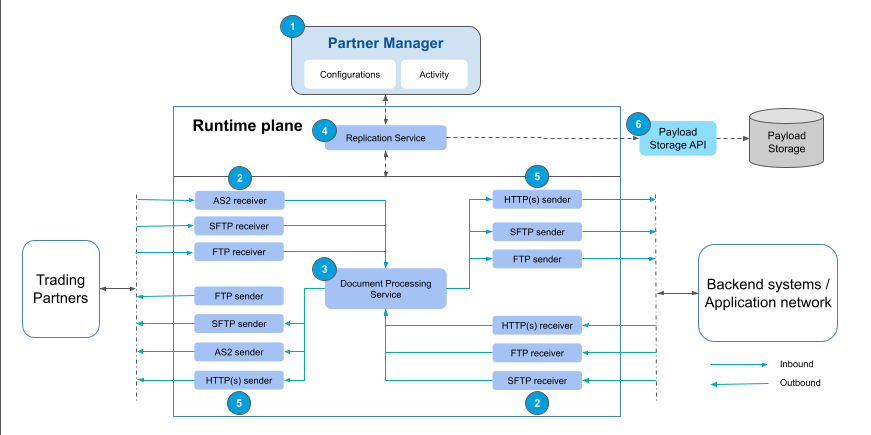 1
Partner Manager
Configurations
Activity
Runtime plane
4
Replication Service
6
Payload
Storage API
Payload
Storage
2
AS2 receiver
SFTP receiver
FTP receiver
5
HTTP(s) sender
SFTP sender
FTP sender
Trading
Partners
3
Document Processing
Service
Backend systems /
Application network
FTP sender
SFTP sender
AS2 sender
HTTP(s) sender
5
HTTP(s) receiver
FTP receiver
SFTP receiver
2
Inbound
Outbound